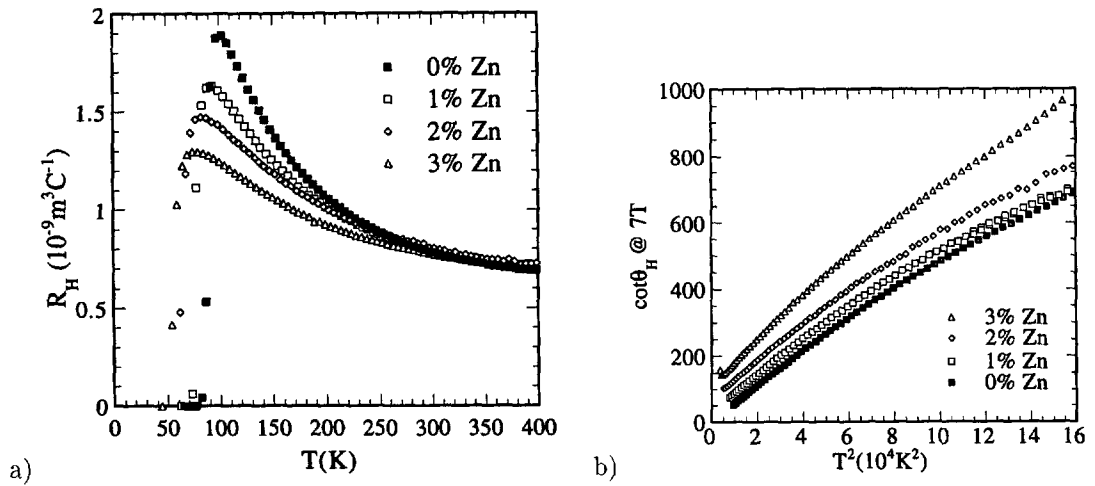 2
1.5
1
0.5
0
R_H (10^-9 m^3 C^-1)
0% Zn
1% Zn
2% Zn
3% Zn
0 50 100 150 200 250 300 350 400
T(K)
a)
1000
800
600
400
200
0
cotθ_H @ 7T
3% Zn
2% Zn
1% Zn
0% Zn
0 2 4 6 8 10 12 14 16
T^2(10^4K^2)
b)